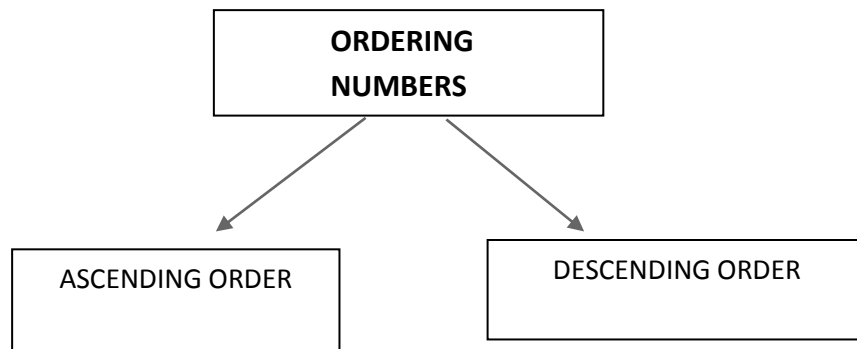 ORDERING
NUMBERS
ASCENDING ORDER
DESCENDING ORDER